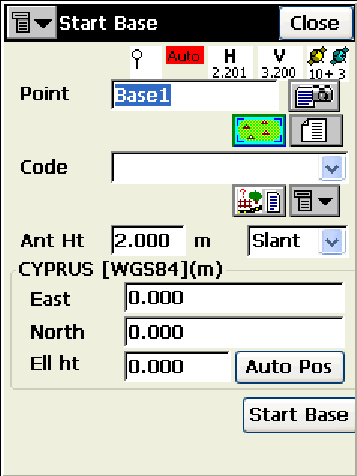 Start Base Close
Auto H V
2.201 3.200 10+ 3
Point Base1
Code
Ant Ht 2.000 m Slant
CYPRUS [WGS84](m)
East 0.000
North 0.000
Ell ht 0.000 Auto Pos
Start Base